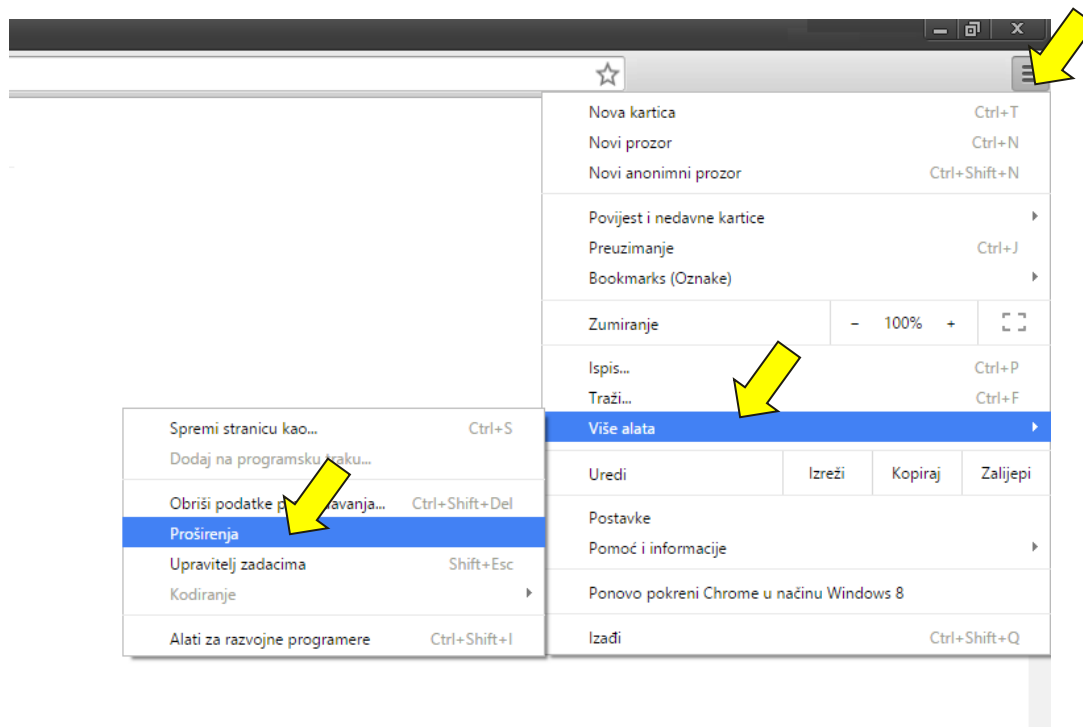 Nova kartica Ctrl+T
Novi prozor Ctrl+N
Novi anonimni prozor Ctrl+Shift+N
Povijest i nedavne kartice
Preuzimanje Ctrl+J
Bookmarks (Oznake)
Zumiranje - 100% +
Ispis... Ctrl+P
Traži... Ctrl+F
Više alata
Uredi Izreži Kopiraj Zalijepi
Postavke
Pomoć i informacije
Ponovo pokreni Chrome u načinu Windows 8
Izađi Ctrl+Shift+Q
Spremi stranicu kao... Ctrl+S
Dodaj na programsku traku...
Obriši podatke Ctrl+Shift+Del
Proširenja
Upravitelj zadacima Shift+Esc
Kodiranje
Alati za razvojne programere Ctrl+Shift+I